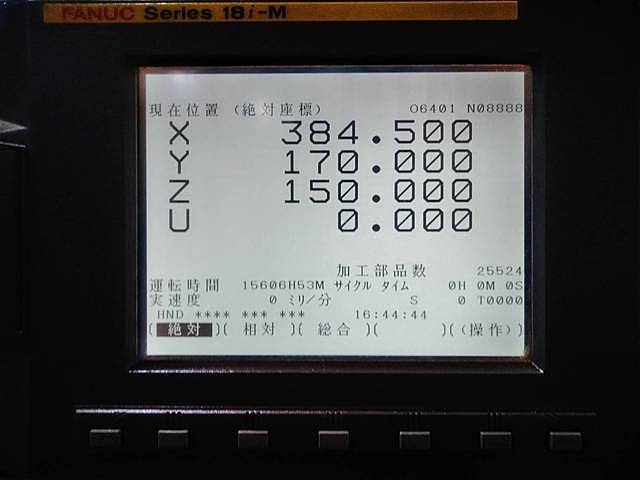 FANUC Series 18i-M
現在位置 (絶対座標) O6401 N08888
X 384.500
Y 170.000
Z 150.000
U 0.000
加工部品数 25524
運転時間 15606H53M サイクル タイム 0H 0M 0S
実速度 0 ミリ/分 S 0 T0000
HND **** *** *** 16:44:44
( 絶対 )( 相対 )( 総合 )( )((操作))